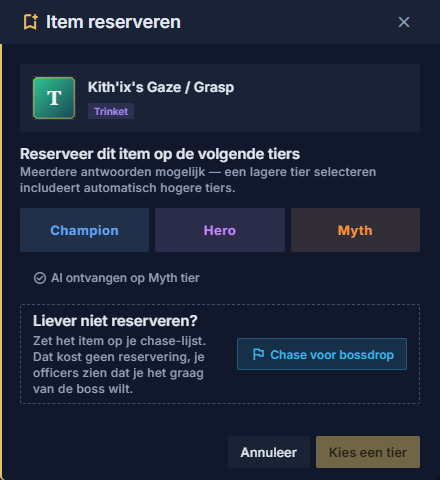 Item reserveren
T
Kith'ix's Gaze / Grasp
Trinket
Reserveer dit item op de volgende tiers
Meerdere antwoorden mogelijk — een lagere tier selecteren
includeert automatisch hogere tiers.
Champion
Hero
Myth
Al ontvangen op Myth tier
Liever niet reserveren?
Zet het item op je chase-lijst.
Dat kost geen reservering, je
officers zien dat je het graag
van de boss wilt.
Chase voor bossdrop
Annuleer
Kies een tier